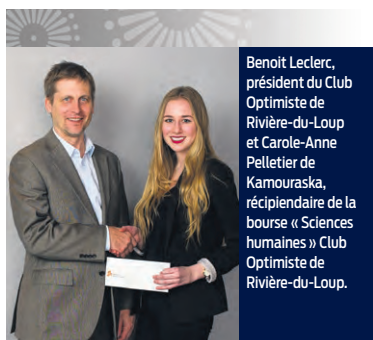 Benoit Leclerc,
président du Club
Optimiste de
Rivière-du-Loup
et Carole-Anne
Pelletier de
Kamouraska,
récipiendaire de la
bourse « Sciences
humaines » Club
Optimiste de
Rivière-du-Loup.